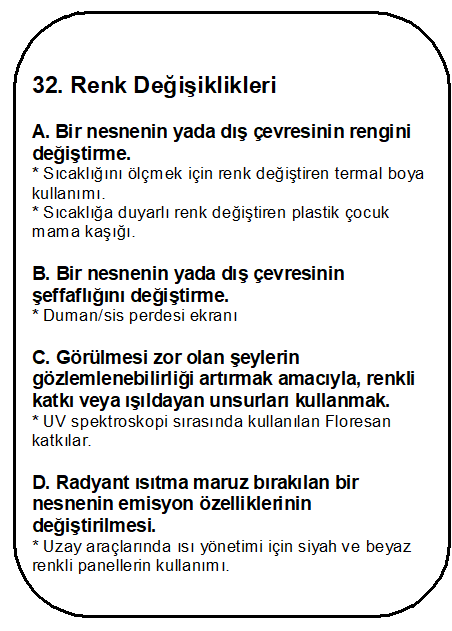 32. Renk Değişiklikleri
A. Bir nesnenin yada dış çevresinin rengini
değiştirme.
* Sıcaklığını ölçmek için renk değiştiren termal boya
kullanımı.
* Sıcaklığa duyarlı renk değiştiren plastik çocuk
mama kaşığı.
B. Bir nesnenin yada dış çevresinin
şeffaflığını değiştirme.
* Duman/sis perdesi ekranı
C. Görülmesi zor olan şeylerin
gözlemlenebilirliği artırmak amacıyla, renkli
katkı veya ışıldayan unsurları kullanmak.
* UV spektroskopi sırasında kullanılan Floresan
katkılar.
D. Radyant ısıtma maruz bırakılan bir
nesnenin emisyon özelliklerinin
değiştirilmesi.
* Uzay araçlarında ısı yönetimi için siyah ve beyaz
renkli panellerin kullanımı.